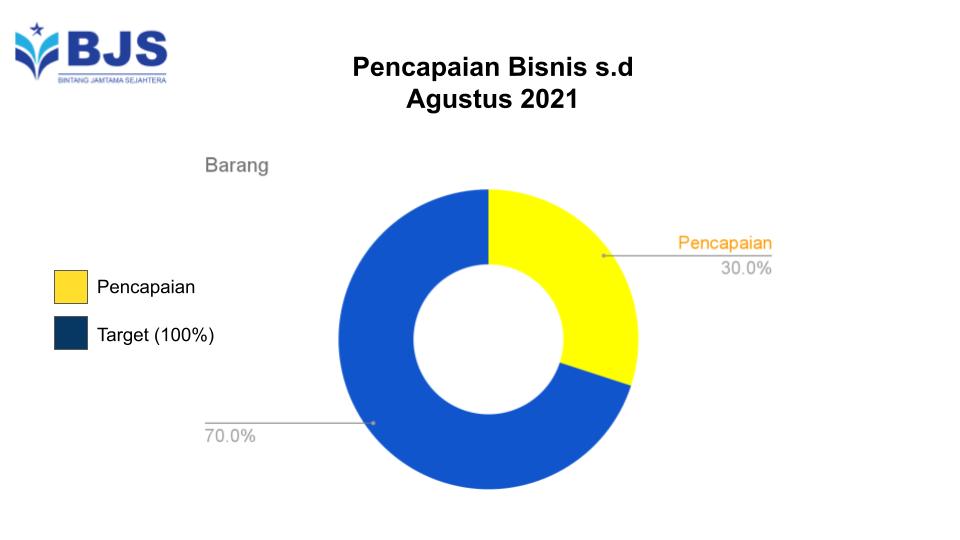 BJS
BINTANG JAMTAMA SEJAHTERA
Pencapaian Bisnis s.d
Agustus 2021
Barang
Pencapaian
30.0%
Pencapaian
Target (100%)
70.0%